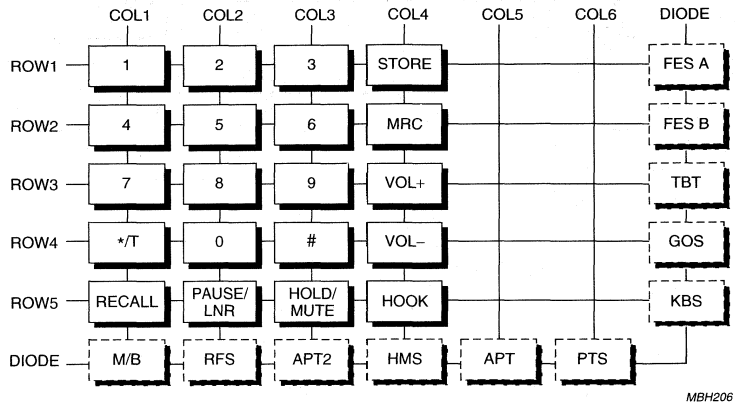 COL1 COL2 COL3 COL4 COL5 COL6 DIODE
ROW1 1 2 3 STORE FES A
ROW2 4 5 6 MRC FES B
ROW3 7 8 9 VOL+ TBT
ROW4 */T 0 # VOL− GOS
ROW5 RECALL PAUSE/ LNR HOLD/ MUTE HOOK KBS
DIODE M/B RFS APT2 HMS APT PTS
MBH206